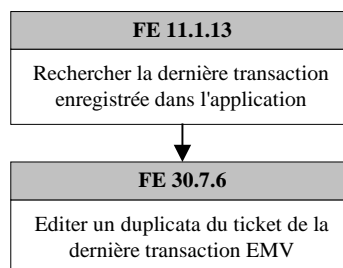 FE 11.1.13
Rechercher la dernière transaction
enregistrée dans l'application
FE 30.7.6
Editer un duplicata du ticket de la
dernière transaction EMV